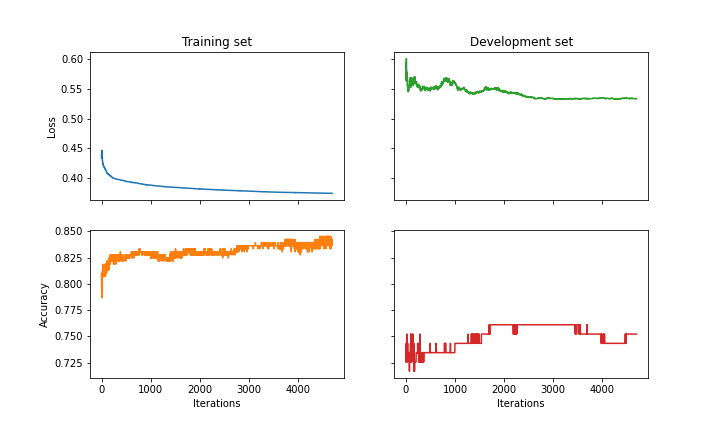 Training set
Development set
0.60
0.55
0.50
0.45
0.40
Loss
0.850
0.825
0.800
0.775
0.750
0.725
Accuracy
0 1000 2000 3000 4000
0 1000 2000 3000 4000
Iterations
Iterations